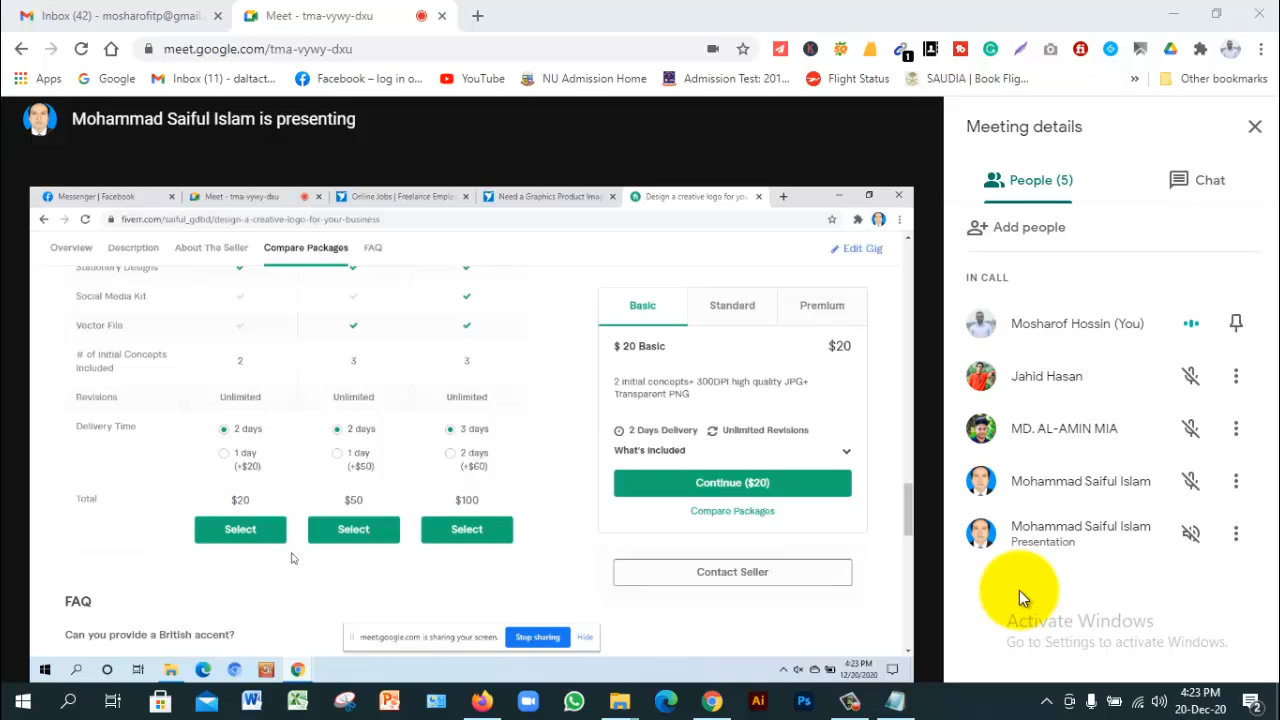 Inbox (42) - mosharofitp@gmail.
Meet - tma-vywy-dxu
meet.google.com/tma-vywy-dxu
1
Apps
Google
Inbox (11) - daltact...
Facebook – log in o...
YouTube
NU Admission Home
Admission Test: 201...
Flight Status
SAUDIA | Book Flig...
»
Other bookmarks
Mohammad Saiful Islam is presenting
Messenger | Facebook
Meet - tma-vywy-dxu
Online Jobs | Freelance Emplo
Need a Graphics Product Imag
Design a creative logo for you
fiverr.com/saiful_gdbd/design-a-creative-logo-for-your-business
Overview
Description
About The Seller
Compare Packages
FAQ
Edit Gig
Stationery Designs
Social Media Kit
Vector File
# of Initial Concepts
Included
2
3
3
Revisions
Unlimited
Unlimited
Unlimited
Delivery Time
2 days
2 days
3 days
1 day
(+$20)
1 day
(+$50)
2 days
(+$60)
Total
$20
$50
$100
Select
Select
Select
Basic
Standard
Premium
$ 20 Basic
$20
2 initial concepts+ 300DPI high quality JPG+
Transparent PNG
2 Days Delivery
Unlimited Revisions
What's Included
Continue ($20)
Compare Packages
Contact Seller
FAQ
Can you provide a British accent?
meet.google.com is sharing your screen.
Stop sharing
Hide
4:23 PM
12/20/2020
Meeting details
People (5)
Chat
Add people
IN CALL
Mosharof Hossin (You)
Jahid Hasan
MD. AL-AMIN MIA
Mohammad Saiful Islam
Mohammad Saiful Islam
Presentation
Activate Windows
Go to Settings to activate Windows.
Ai
Ps
4:23 PM
20-Dec-20
2